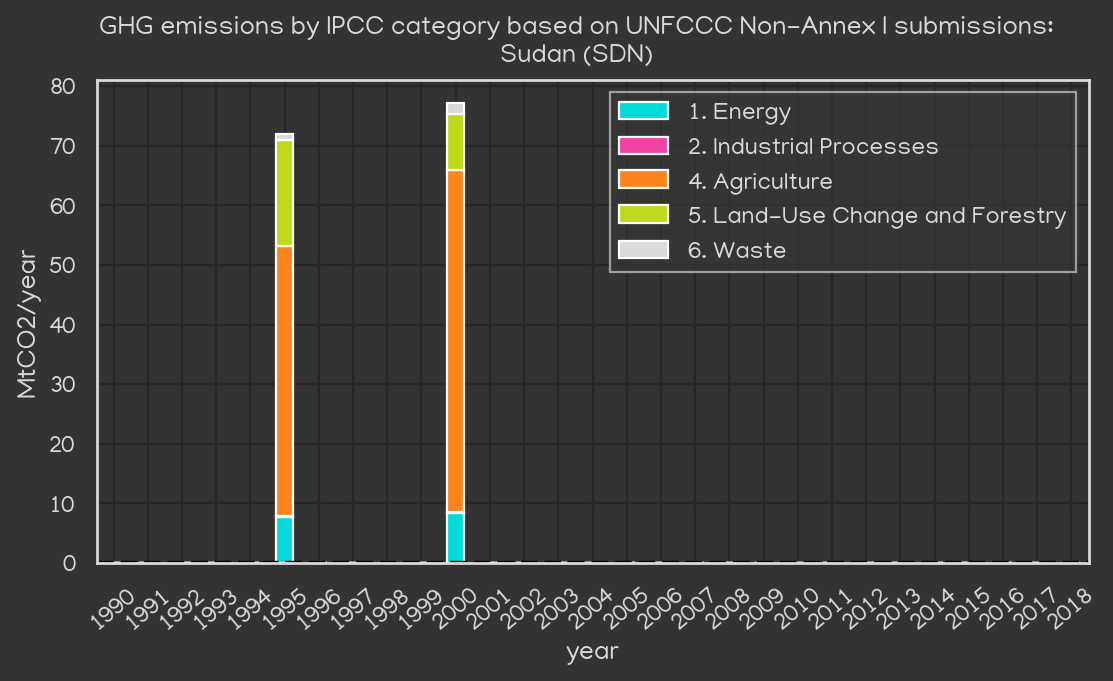 GHG emissions by IPCC category based on UNFCCC Non-Annex I submissions:
Sudan (SDN)
80
70
60
50
40
30
20
10
0
MtCO2/year
1. Energy
2. Industrial Processes
4. Agriculture
5. Land-Use Change and Forestry
6. Waste
1990 1991 1992 1993 1994 1995 1996 1997 1998 1999 2000 2001 2002 2003 2004 2005 2006 2007 2008 2009 2010 2011 2012 2013 2014 2015 2016 2017 2018
year